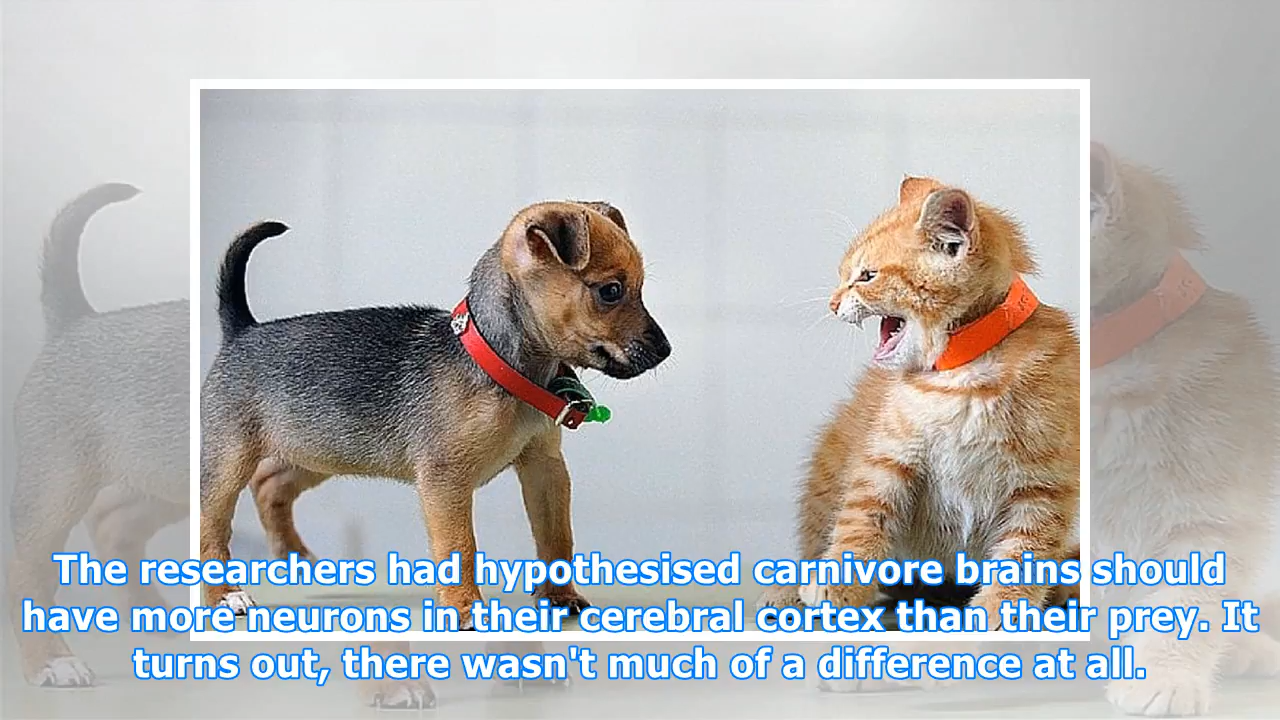 The researchers had hypothesised carnivore brains should
have more neurons in their cerebral cortex than their prey. It
turns out, there wasn't much of a difference at all.